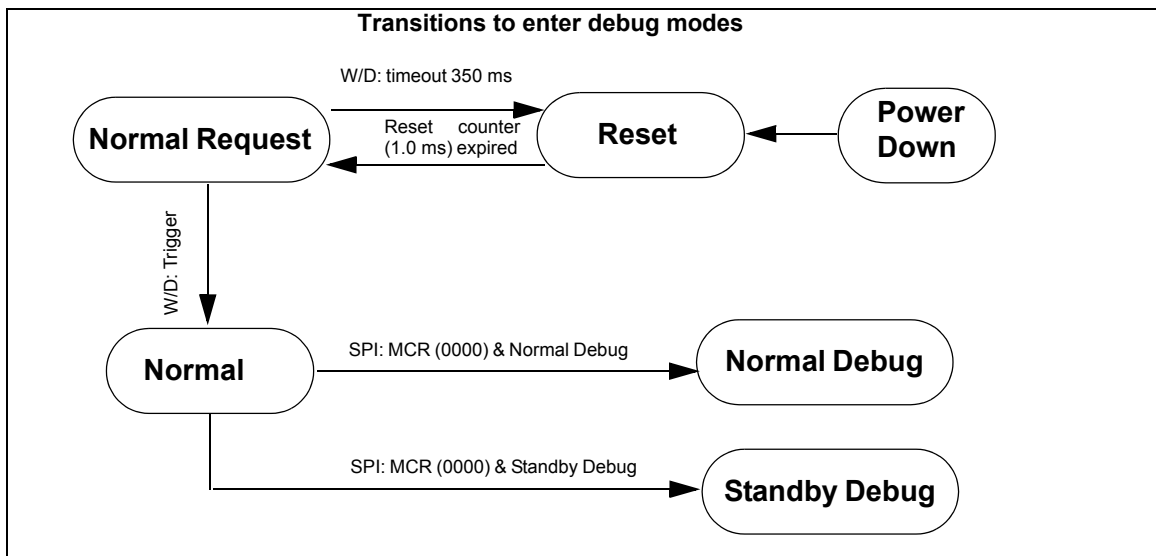 Transitions to enter debug modes
W/D: timeout 350 ms
Normal Request
Reset counter
(1.0 ms) expired
Reset
Power
Down
W/D: Trigger
Normal
SPI: MCR (0000) & Normal Debug
Normal Debug
SPI: MCR (0000) & Standby Debug
Standby Debug